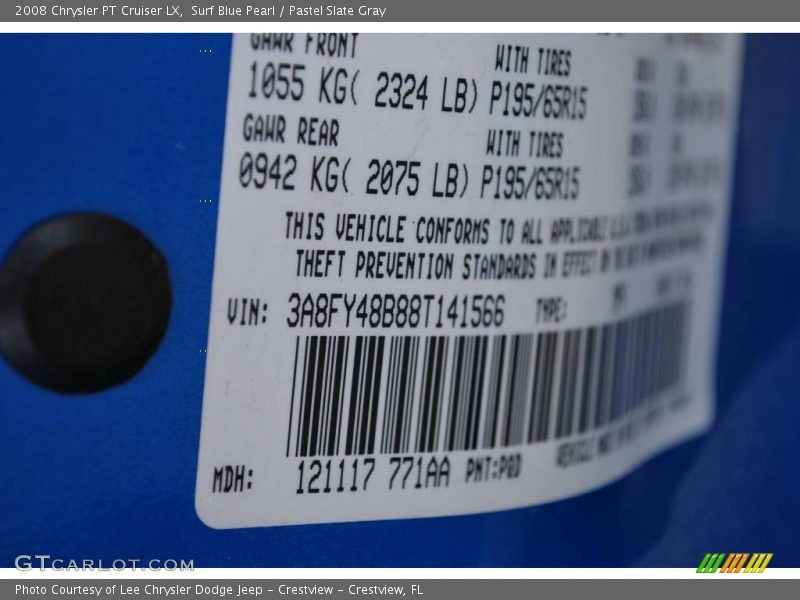 2008 Chrysler PT Cruiser LX, Surf Blue Pearl / Pastel Slate Gray
GAWR FRONT WITH TIRES
1055 KG( 2324 LB) P195/65R15
GAWR REAR WITH TIRES
0942 KG( 2075 LB) P195/65R15
THIS VEHICLE CONFORMS TO ALL APPLICABLE
THEFT PREVENTION STANDARDS IN EFFECT
VIN: 3A8FY48B88T141566 TYPE:
MDH: 121117 771AA PNT:PQD
GTCARLOT.COM
Photo Courtesy of Lee Chrysler Dodge Jeep - Crestview - Crestview, FL